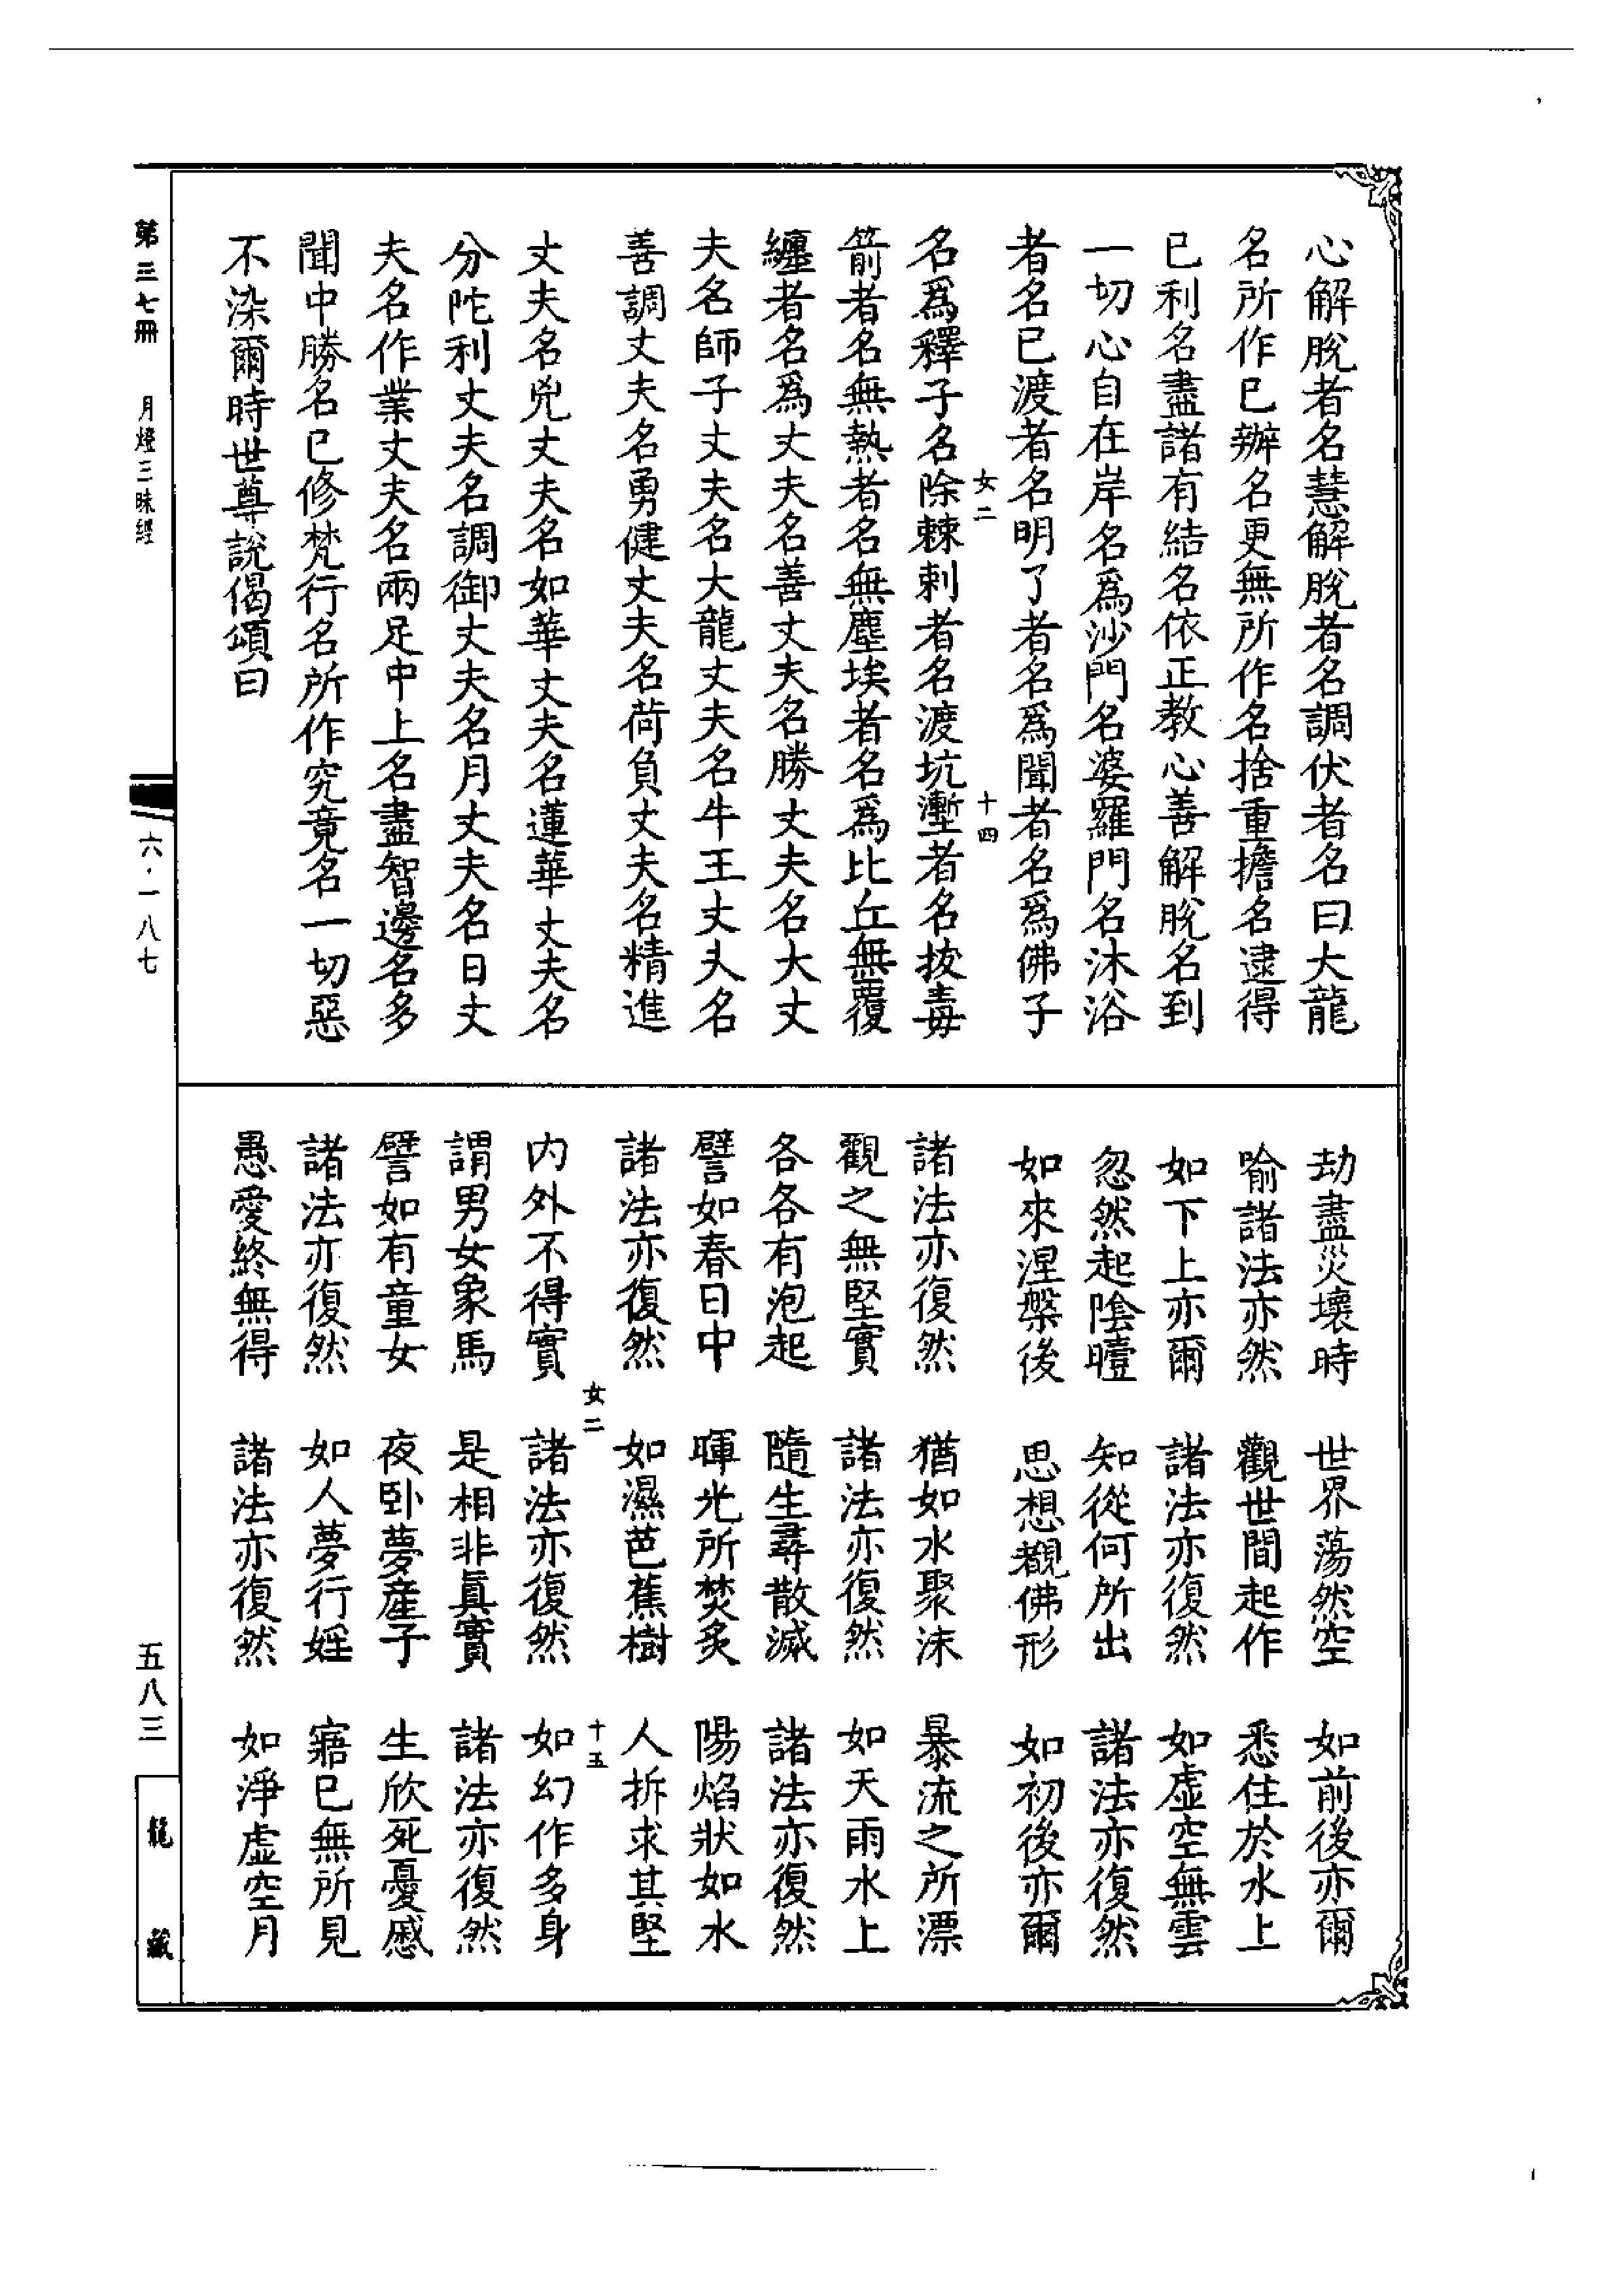 心解脫者名慧解脫者名調伏者名曰大龍
名所作已辦名更無所作名捨重擔名逮得
已利名盡諸有結名依正教心善解脫名到
一切心自在岸名爲沙門名婆羅門名沐浴
者名已渡者名明了者名爲聞者名爲佛子
女二
十四
名爲釋子名除棘刺者名渡坑壍者名拔毒
箭者名無熱者名無塵埃者名爲比丘無覆
纏者名爲丈夫名善丈夫名勝丈夫名大丈
夫名師子丈夫名大龍丈夫名牛王丈夫名
善調丈夫名勇健丈夫名荷負丈夫名精進
丈夫名兇丈夫名如華丈夫名蓮華丈夫名
分陀利丈夫名調御丈夫名月丈夫名日丈
夫名作業丈夫名兩足中上名盡智邊名多
聞中勝名已修梵行名所作究竟名一切惡
不染爾時世尊說偈頌曰
劫盡災壞時　世界蕩然空　如前後亦爾
喻諸法亦然　觀世間起作　悉住於水上
如下上亦爾　諸法亦復然　如虛空無雲
忽然起陰曀　知從何所出　諸法亦復然
如來涅槃後　思想覩佛形　如初後亦爾
諸法亦復然　猶如水聚沫　暴流之所漂
觀之無堅實　諸法亦復然　如天雨水上
各各有泡起　隨生尋散滅　諸法亦復然
譬如春日中　暉光所焚炙　陽焰狀如水
諸法亦復然　如濕芭蕉樹　人拆求其堅
女二
十五
内外不得實　諸法亦復然　如幻作多身
謂男女象馬　是相非眞實　諸法亦復然
譬如有童女　夜卧夢産子　生欣死憂慼
諸法亦復然　如人夢行婬　寤已無所見
愚愛終無得　諸法亦復然　如淨虛空月
第三七冊　月燈三昧經
六·一八七
五八三
龍藏